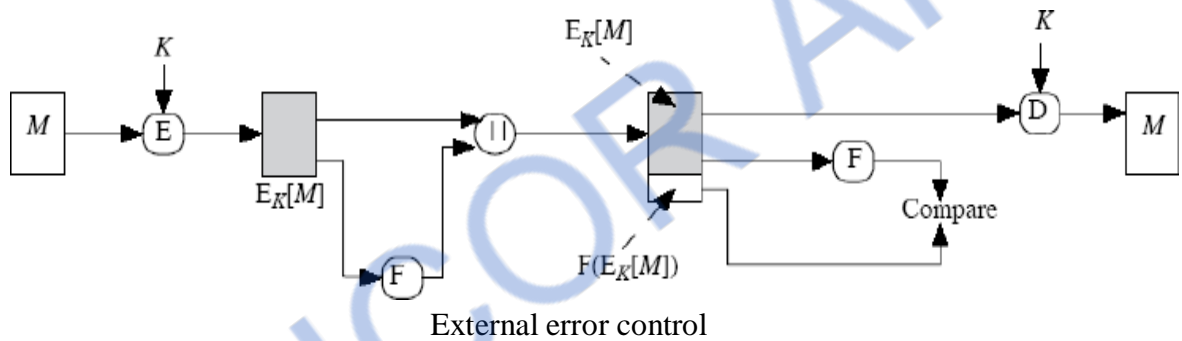 E_K[M]
K
K
M
E
||
D
M
F
E_K[M]
Compare
F
F(E_K[M])
External error control